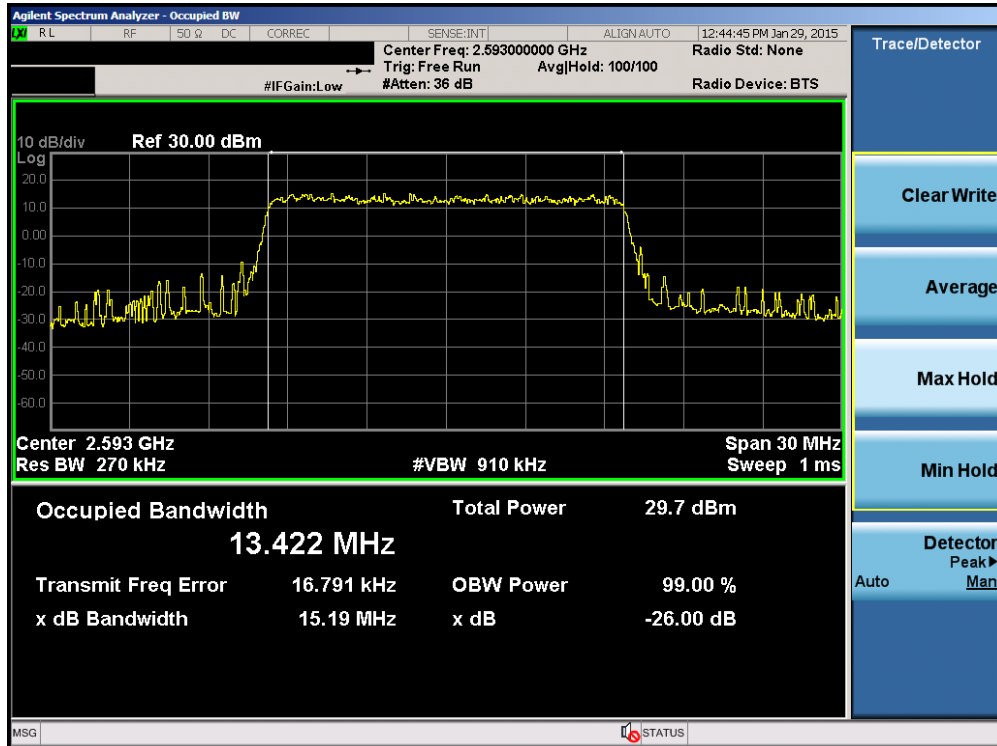 Agilent Spectrum Analyzer - Occupied BW
LXI RL RF 50 Ω DC CORREC SENSE:INT ALIGN AUTO 12:44:45 PM Jan 29, 2015
Center Freq: 2.593000000 GHz Radio Std: None
Trig: Free Run Avg|Hold: 100/100
#IFGain:Low #Atten: 36 dB Radio Device: BTS
10 dB/div Ref 30.00 dBm
Log
20.0
10.0
0.00
-10.0
-20.0
-30.0
-40.0
-50.0
-60.0
Center 2.593 GHz Span 30 MHz
Res BW 270 kHz #VBW 910 kHz Sweep 1 ms
Occupied Bandwidth Total Power 29.7 dBm
13.422 MHz
Transmit Freq Error 16.791 kHz OBW Power 99.00 %
x dB Bandwidth 15.19 MHz x dB -26.00 dB
Trace/Detector
Clear Write
Average
Max Hold
Min Hold
Detector
Peak▶
Auto Man
MSG STATUS